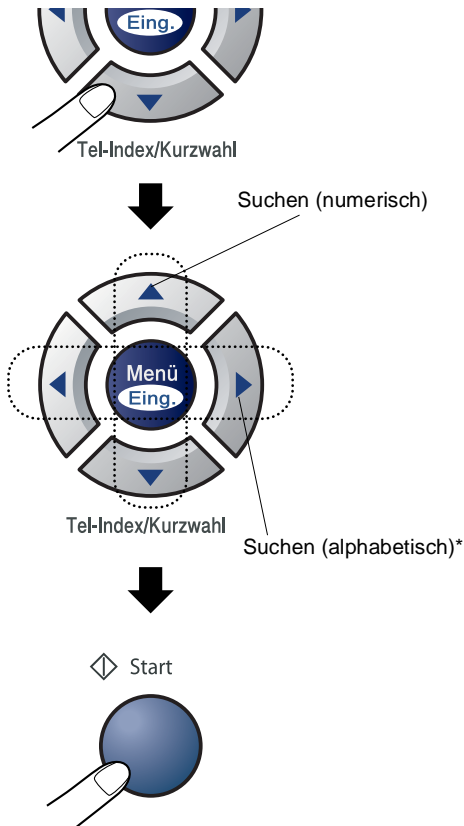 Eing.
Tel-Index/Kurzwahl
Suchen (numerisch)
Menü
Eing.
Tel-Index/Kurzwahl
Suchen (alphabetisch)*
Start